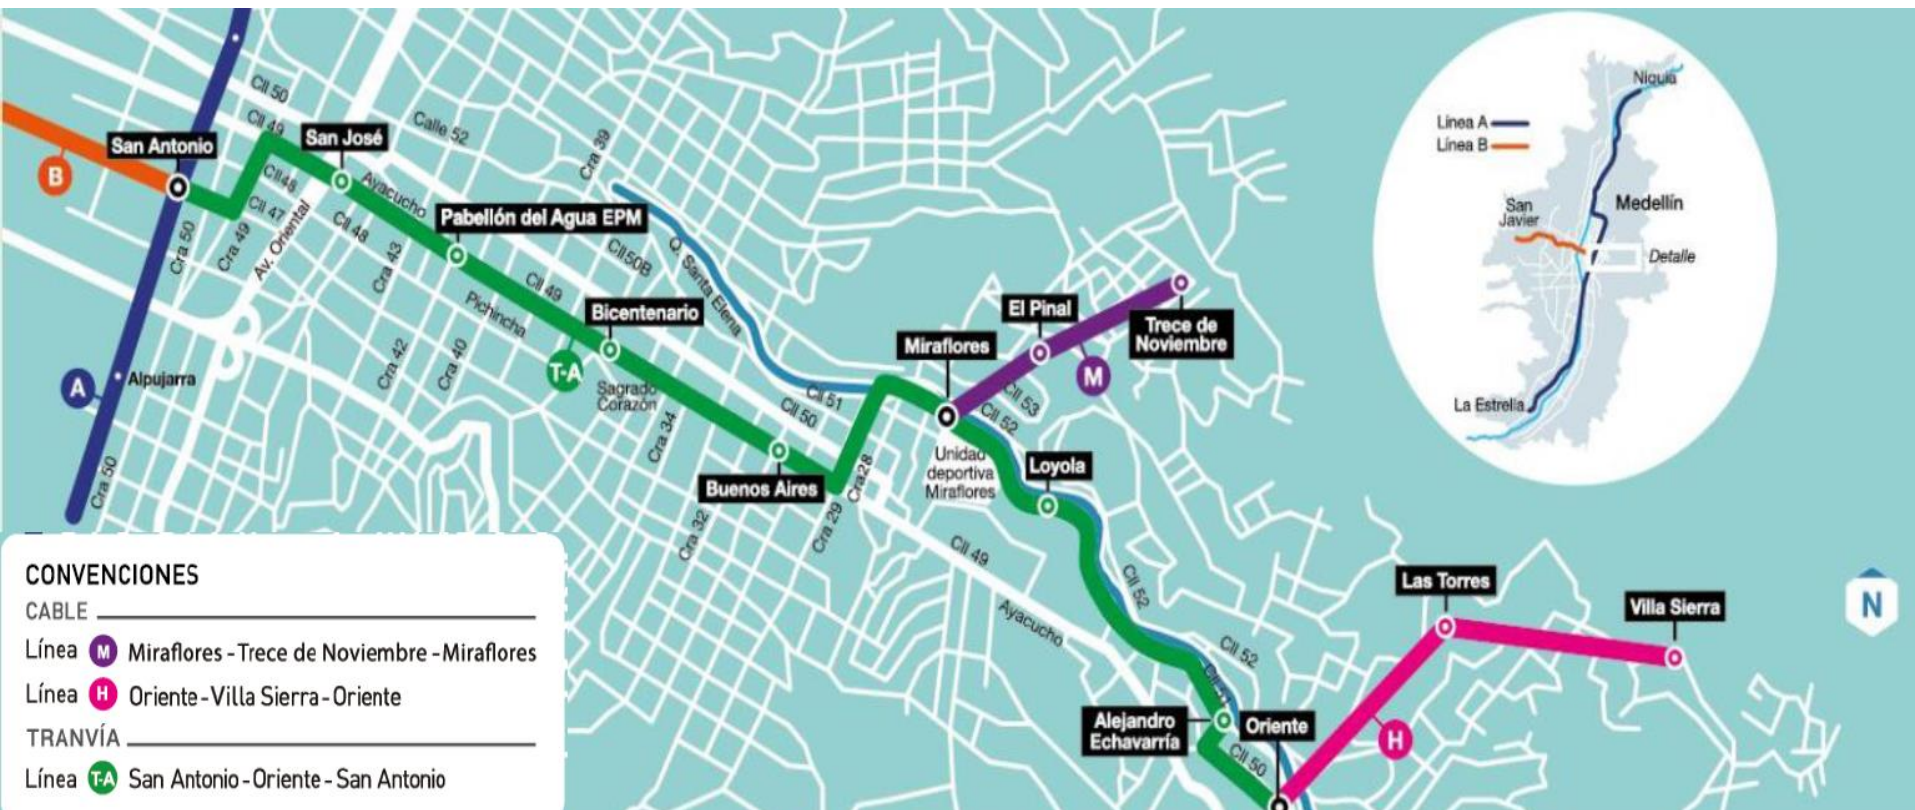 Cll 50
Cll 49
San Antonio
San José
Calle 52
Cra 39
B
Cll 48
Cll 47
Ayacucho
Cll 48
Pabellón del Agua EPM
Cra 50
Cra 49
Av. Oriental
Cra 43
Cll 50B
Q. Santa Elena
Cll 49
Pichincha
Bicentenario
El Pinal
Trece de
Noviembre
Miraflores
M
A
Alpujarra
Cra 42
Cra 40
T-A
Sagrado
Corazón
Cll 51
Cll 50
Cll 53
Cll 52
Cra 34
Unidad
deportiva
Miraflores
Loyola
Buenos Aires
Cra28
Cra 50
Cra 32
Cra 29
Cll 49
Cll 52
Ayacucho
Cll 52
Cll 51
Las Torres
Villa Sierra
Alejandro
Echavarría
Oriente
H
Cll 50
Niquía
Línea A
Línea B
San
Javier
Medellín
Detalle
La Estrella
N
CONVENCIONES
CABLE
Línea M Miraflores - Trece de Noviembre - Miraflores
Línea H Oriente - Villa Sierra - Oriente
TRANVÍA
Línea T-A San Antonio - Oriente - San Antonio